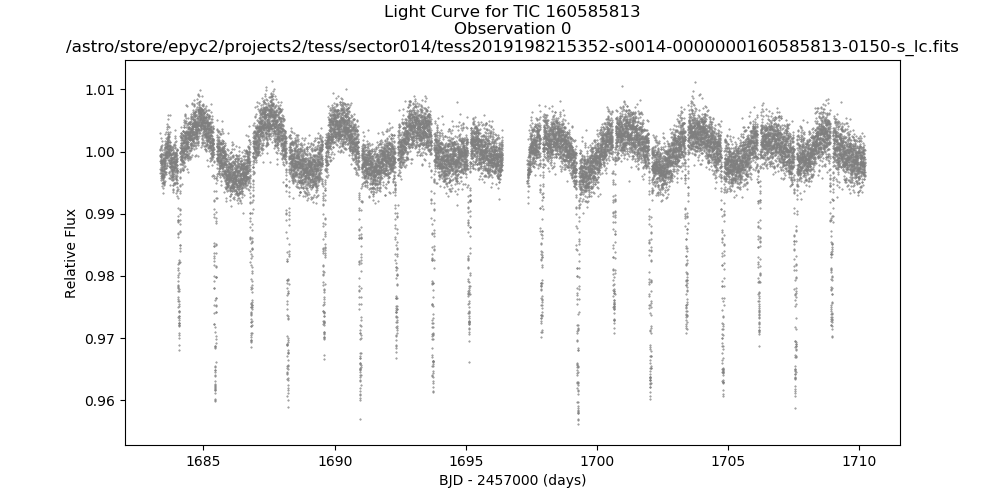 Light Curve for TIC 160585813
Observation 0
/astro/store/epyc2/projects2/tess/sector014/tess2019198215352-s0014-0000000160585813-0150-s_lc.fits
1.01
1.00
0.99
0.98
0.97
0.96
Relative Flux
1685
1690
1695
1700
1705
1710
BJD - 2457000 (days)